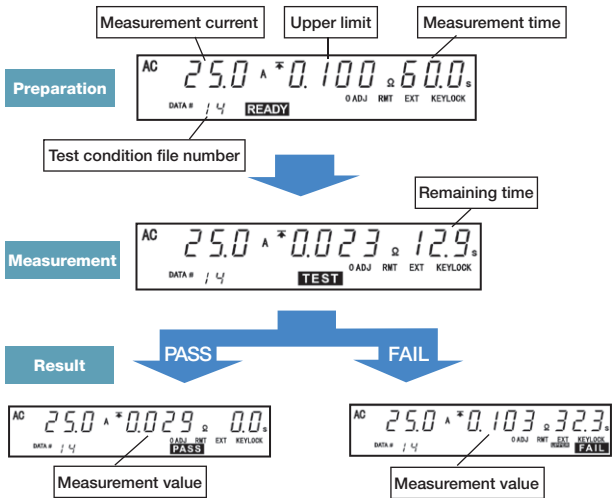 Measurement current
Upper limit
Measurement time
Preparation
AC 25.0 A 0.100 Ω 60.0 s
0 ADJ RMT EXT KEYLOCK
DATA # 14 READY
Test condition file number
Remaining time
Measurement
AC 25.0 A 0.023 Ω 12.9 s
0 ADJ RMT EXT KEYLOCK
DATA # 14 TEST
Result
PASS
FAIL
AC 25.0 A 0.029 Ω 0.0 s
0 ADJ RMT EXT KEYLOCK
DATA # 14 PASS
Measurement value
AC 25.0 A 0.103 Ω 32.3 s
0 ADJ RMT EXT KEYLOCK
DATA # 14 UPPER FAIL
Measurement value